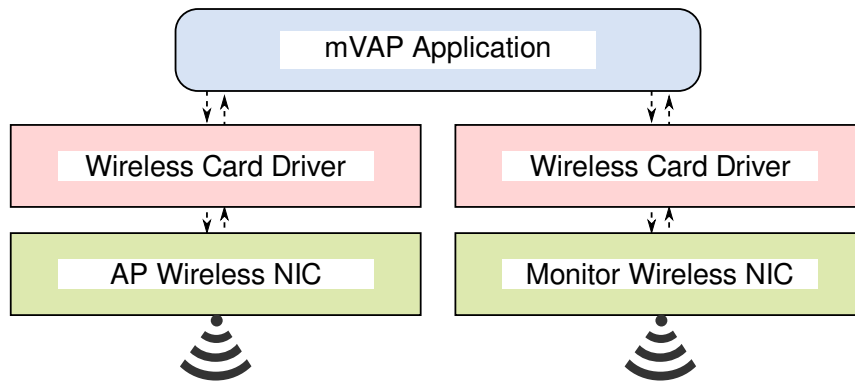 mVAP Application
Wireless Card Driver
Wireless Card Driver
AP Wireless NIC
Monitor Wireless NIC